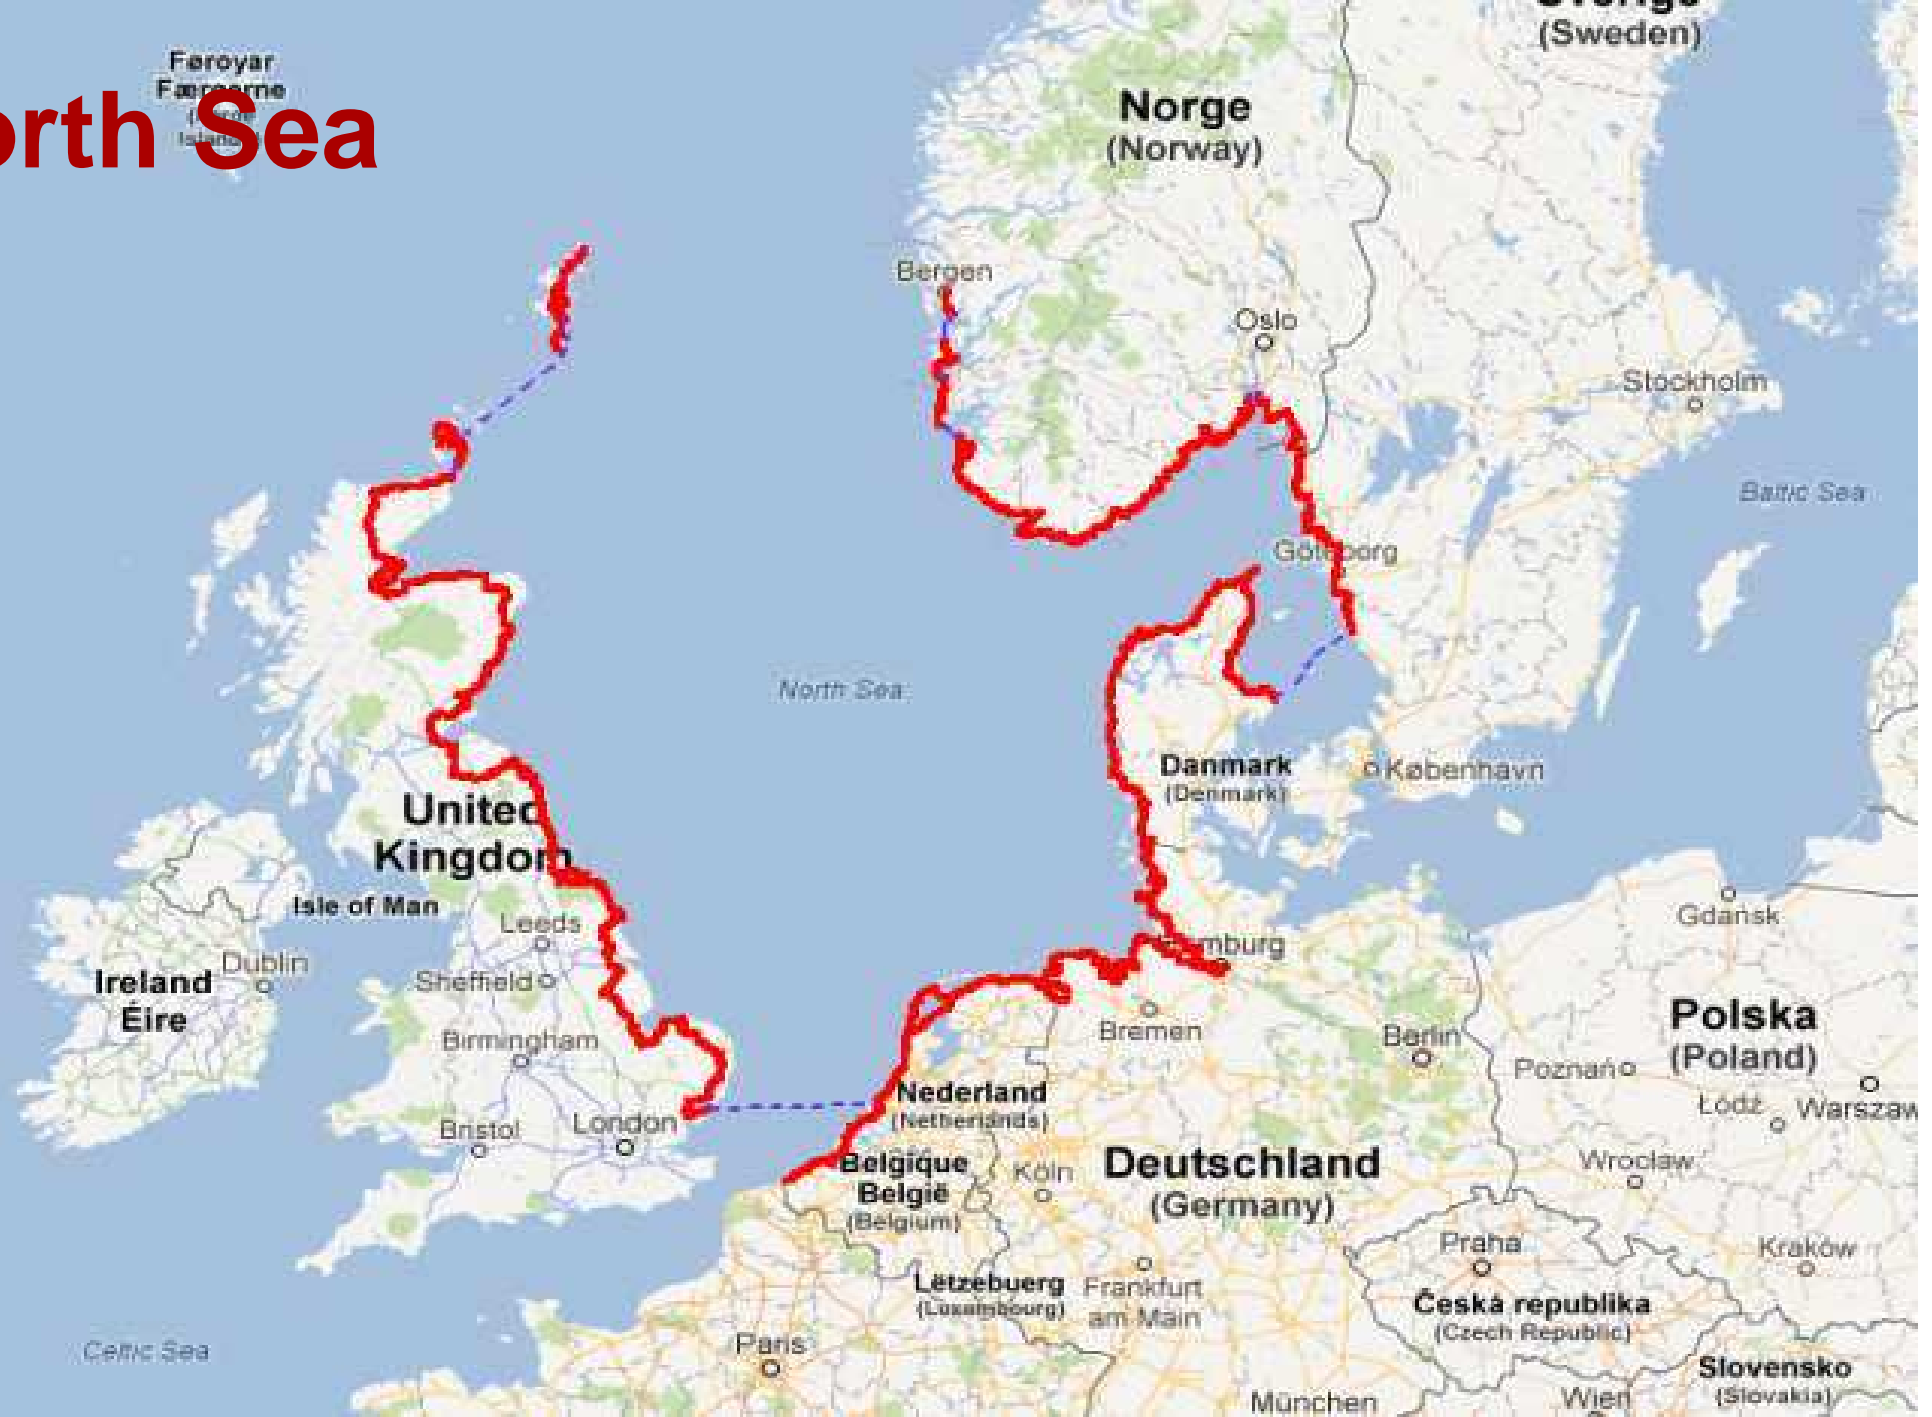 (Sweden)
Føroyar
orth Sea
Norge
(Norway)
Bergen
Oslo
Stockholm
Baltic Sea
North Sea
Danmark
(Denmark)
København
United
Kingdom
Isle of Man
Leeds
Gdańsk
Dublin
Ireland
Éire
Sheffield
Polska
(Poland)
Bremen
Berlin
Birmingham
Poznań
Nederland
(Netherlands)
Łódź
Warszaw
London
Bristol
Belgique
België
(Belgium)
Köln
Deutschland
(Germany)
Wrocław
Praha
Kraków
Lëtzebuerg
(Luxembourg)
Frankfurt
am Main
Česká republika
(Czech Republic)
Celtic Sea
Paris
Slovensko
(Slovakia)
München
Wien